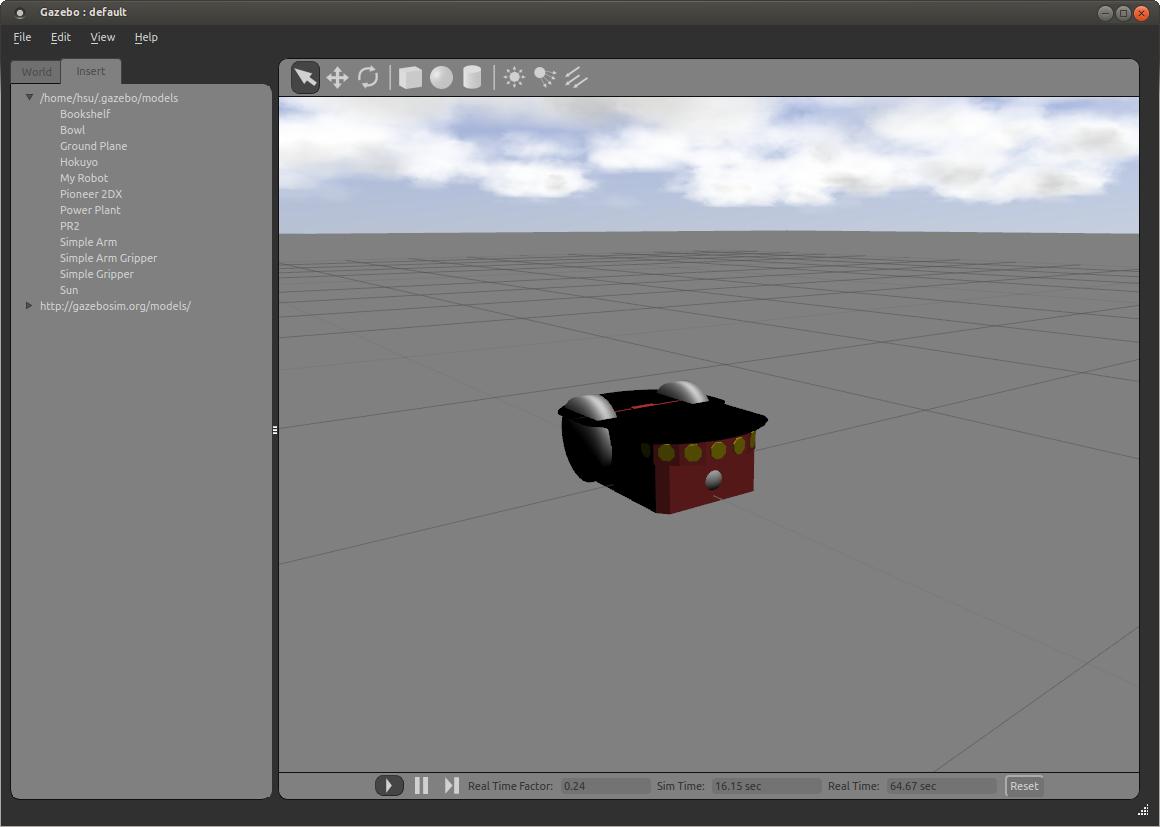 Gazebo : default
File Edit View Help
World Insert
/home/hsu/.gazebo/models
Bookshelf
Bowl
Ground Plane
Hokuyo
My Robot
Pioneer 2DX
Power Plant
PR2
Simple Arm
Simple Arm Gripper
Simple Gripper
Sun
http://gazebosim.org/models/
Real Time Factor: 0.24 Sim Time: 16.15 sec Real Time: 64.67 sec Reset